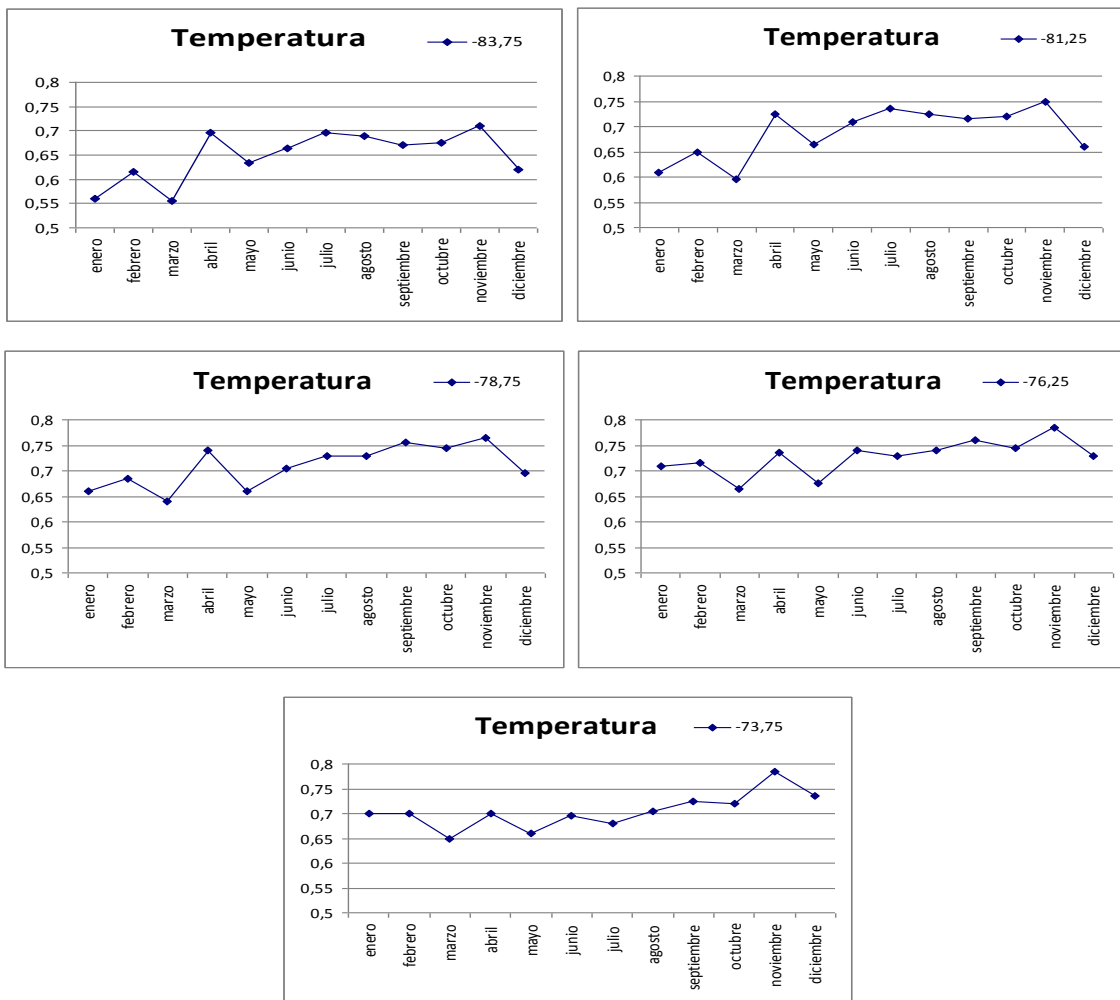 Temperatura
-83,75
0,8
0,75
0,7
0,65
0,6
0,55
0,5
enero
febrero
marzo
abril
mayo
junio
julio
agosto
septiembre
octubre
noviembre
diciembre
Temperatura
-81,25
0,8
0,75
0,7
0,65
0,6
0,55
0,5
enero
febrero
marzo
abril
mayo
junio
julio
agosto
septiembre
octubre
noviembre
diciembre
Temperatura
-78,75
0,8
0,75
0,7
0,65
0,6
0,55
0,5
enero
febrero
marzo
abril
mayo
junio
julio
agosto
septiembre
octubre
noviembre
diciembre
Temperatura
-76,25
0,8
0,75
0,7
0,65
0,6
0,55
0,5
enero
febrero
marzo
abril
mayo
junio
julio
agosto
septiembre
octubre
noviembre
diciembre
Temperatura
-73,75
0,8
0,75
0,7
0,65
0,6
0,55
0,5
enero
febrero
marzo
abril
mayo
junio
julio
agosto
septiembre
octubre
noviembre
diciembre